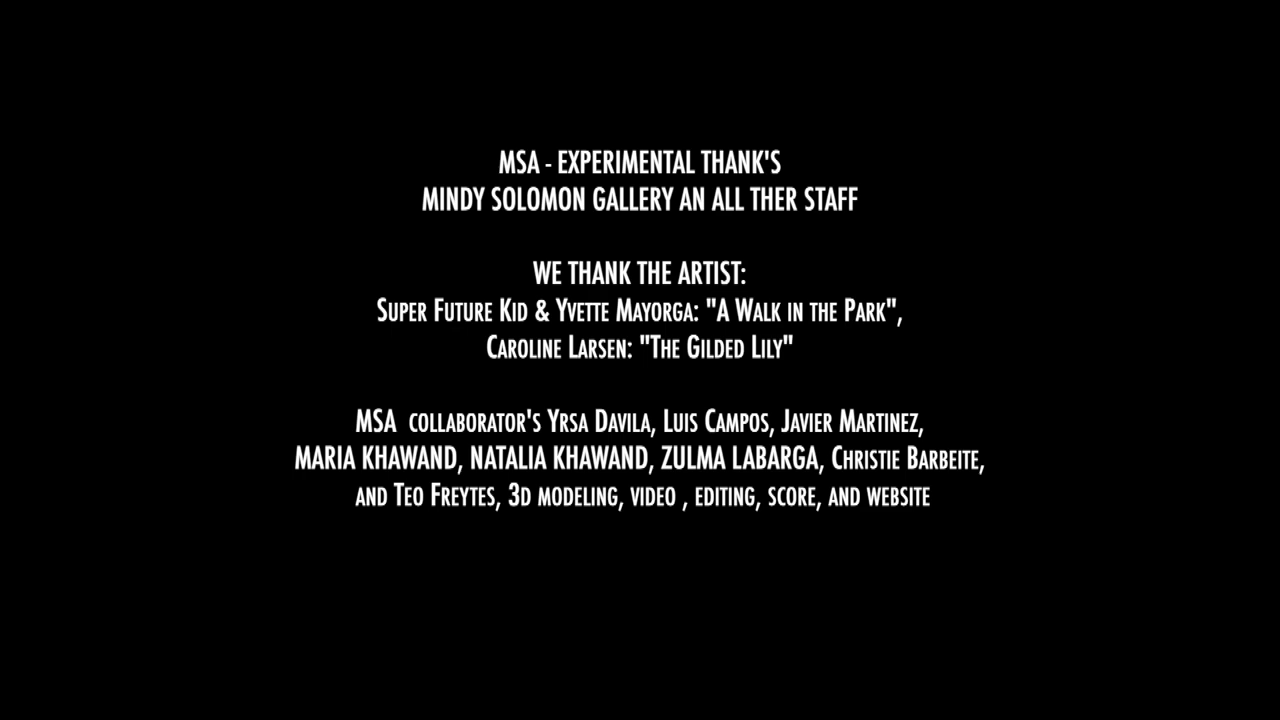 MSA - EXPERIMENTAL THANK'S
MINDY SOLOMON GALLERY AN ALL THER STAFF
WE THANK THE ARTIST:
Super Future Kid & Yvette Mayorga: "A Walk in the Park",
Caroline Larsen: "The Gilded Lily"
MSA collaborator's Yrsa Davila, Luis Campos, Javier Martinez,
MARIA KHAWAND, NATALIA KHAWAND, ZULMA LABARGA, Christie Barbeite,
and Teo Freytes, 3d modeling, video , editing, score, and website